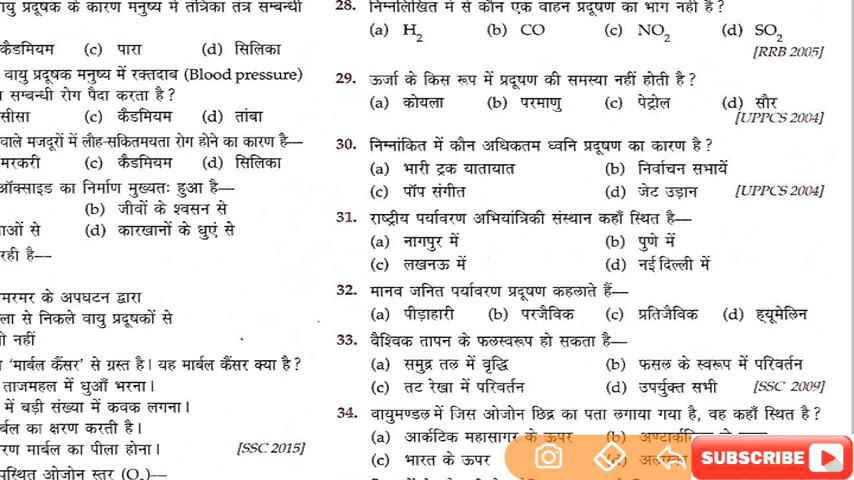 ायु प्रदूषक के कारण मनुष्य में तंत्रिका तंत्र सम्बन्धी
कैडमियम (c) पारा (d) सिलिका
वायु प्रदूषक मनुष्य में रक्तदाब (Blood pressure)
सम्बन्धी रोग पैदा करता है ?
सीसा (c) कैडमियम (d) तांबा
वाले मजदूरों में लौह-सकितमयता रोग होने का कारण है—
मरकरी (c) कैडमियम (d) सिलिका
ऑक्साइड का निर्माण मुख्यतः हुआ है—
(b) जीवों के श्वसन से
ाओं से (d) कारखानों के धुएं से
रही है—
मरमर के अपघटन द्वारा
ला से निकले वायु प्रदूषकों से
ी नहीं
'मार्बल कैंसर' से ग्रस्त है। यह मार्बल कैंसर क्या है ?
ताजमहल में धुआँ भरना।
में बड़ी संख्या में कवक लगना।
र्बल का क्षरण करती है।
रण मार्बल का पीला होना। [SSC 2015]
पस्थित ओजोन स्तर (O₃)—
28. निम्नलिखित में से कौन एक वाहन प्रदूषण का भाग नहीं है ?
(a) H₂ (b) CO (c) NO₂ (d) SO₂
[RRB 2005]
29. ऊर्जा के किस रूप में प्रदूषण की समस्या नहीं होती है ?
(a) कोयला (b) परमाणु (c) पेट्रोल (d) सौर
[UPPCS 2004]
30. निम्नांकित में कौन अधिकतम ध्वनि प्रदूषण का कारण है ?
(a) भारी ट्रक यातायात (b) निर्वाचन सभायें
(c) पॉप संगीत (d) जेट उड़ान [UPPCS 2004]
31. राष्ट्रीय पर्यावरण अभियांत्रिकी संस्थान कहाँ स्थित है—
(a) नागपुर में (b) पुणे में
(c) लखनऊ में (d) नई दिल्ली में
32. मानव जनित पर्यावरण प्रदूषण कहलाते हैं—
(a) पीड़ाहारी (b) परजैविक (c) प्रतिजैविक (d) ह्यूमेलिन
33. वैश्विक तापन के फलस्वरूप हो सकता है—
(a) समुद्र तल में वृद्धि (b) फसल के स्वरूप में परिवर्तन
(c) तट रेखा में परिवर्तन (d) उपर्युक्त सभी [SSC 2009]
34. वायुमण्डल में जिस ओजोन छिद्र का पता लगाया गया है, वह कहाँ स्थित है ?
(a) आर्कटिक महासागर के ऊपर (b)
(c) भारत के ऊपर (d)
SUBSCRIBE